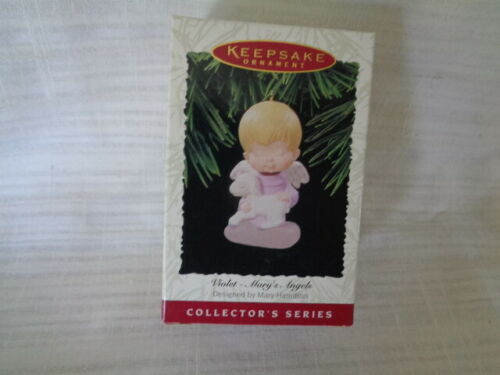 KEEPSAKE
ORNAMENT
Violet - Mary's Angels
Designed by Mary Hamilton
COLLECTOR'S SERIES